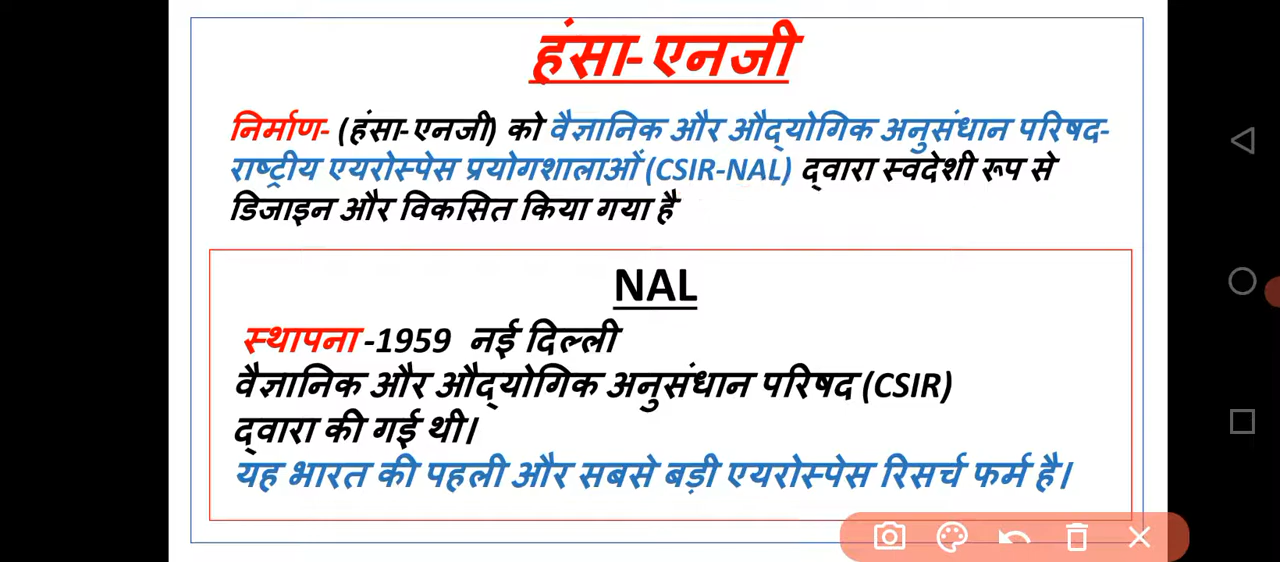 हंसा-एनजी
निर्माण- (हंसा-एनजी) को वैज्ञानिक और औद्योगिक अनुसंधान परिषद-
राष्ट्रीय एयरोस्पेस प्रयोगशालाओं (CSIR-NAL) द्वारा स्वदेशी रूप से
डिजाइन और विकसित किया गया है
NAL
स्थापना -1959 नई दिल्ली
वैज्ञानिक और औद्योगिक अनुसंधान परिषद (CSIR)
द्वारा की गई थी।
यह भारत की पहली और सबसे बड़ी एयरोस्पेस रिसर्च फर्म है।